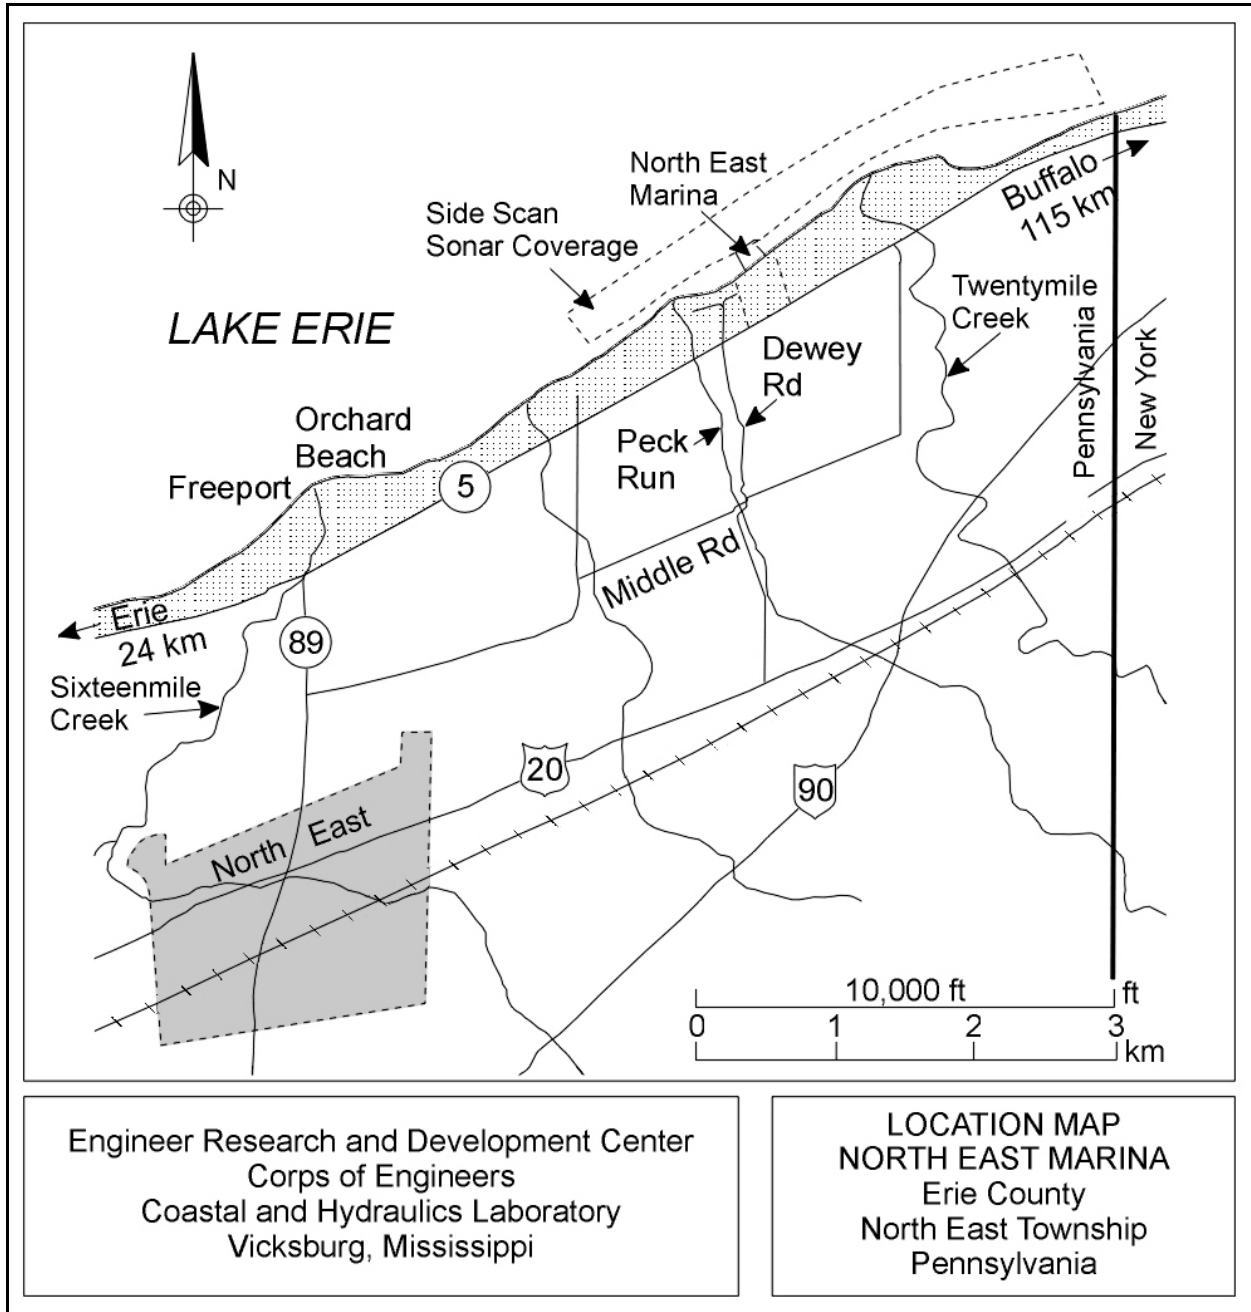 N
North East
Marina
Side Scan
Sonar Coverage
Buffalo
115 km
LAKE ERIE
Twentymile
Creek
Pennsylvania
New York
Dewey
Rd
Orchard
Beach
Freeport
5
Peck
Run
Middle Rd
Erie
24 km
89
Sixteenmile
Creek
20
90
North East
10,000 ft
ft
0 1 2 3
km
Engineer Research and Development Center
Corps of Engineers
Coastal and Hydraulics Laboratory
Vicksburg, Mississippi
LOCATION MAP
NORTH EAST MARINA
Erie County
North East Township
Pennsylvania